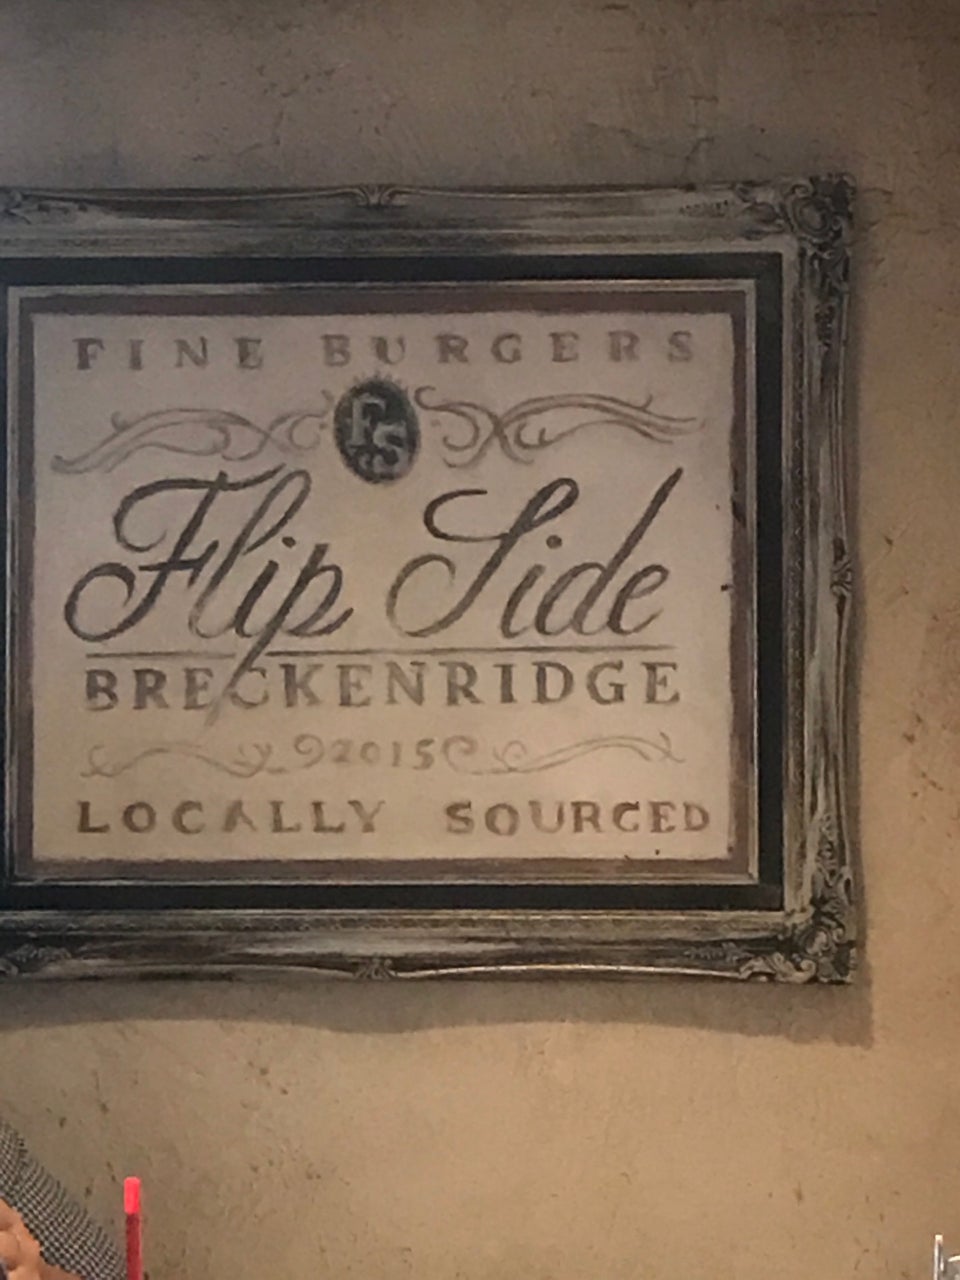 FINE BURGERS
FS
Flip Side
BRECKENRIDGE
2015
LOCALLY SOURCED